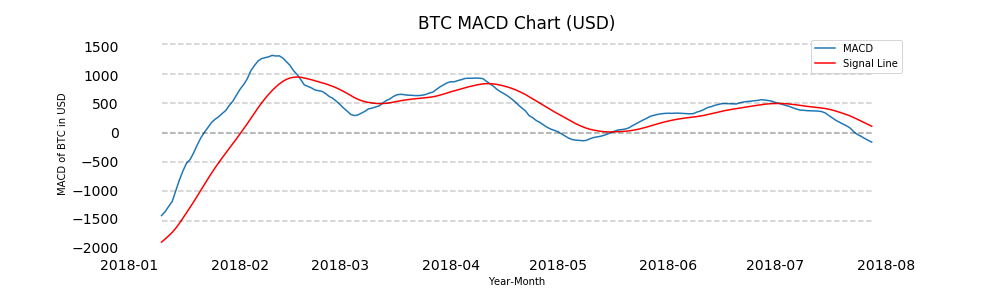 BTC MACD Chart (USD)
MACD
Signal Line
1500
1000
500
0
−500
−1000
−1500
−2000
MACD of BTC in USD
2018-01 2018-02 2018-03 2018-04 2018-05 2018-06 2018-07 2018-08
Year-Month